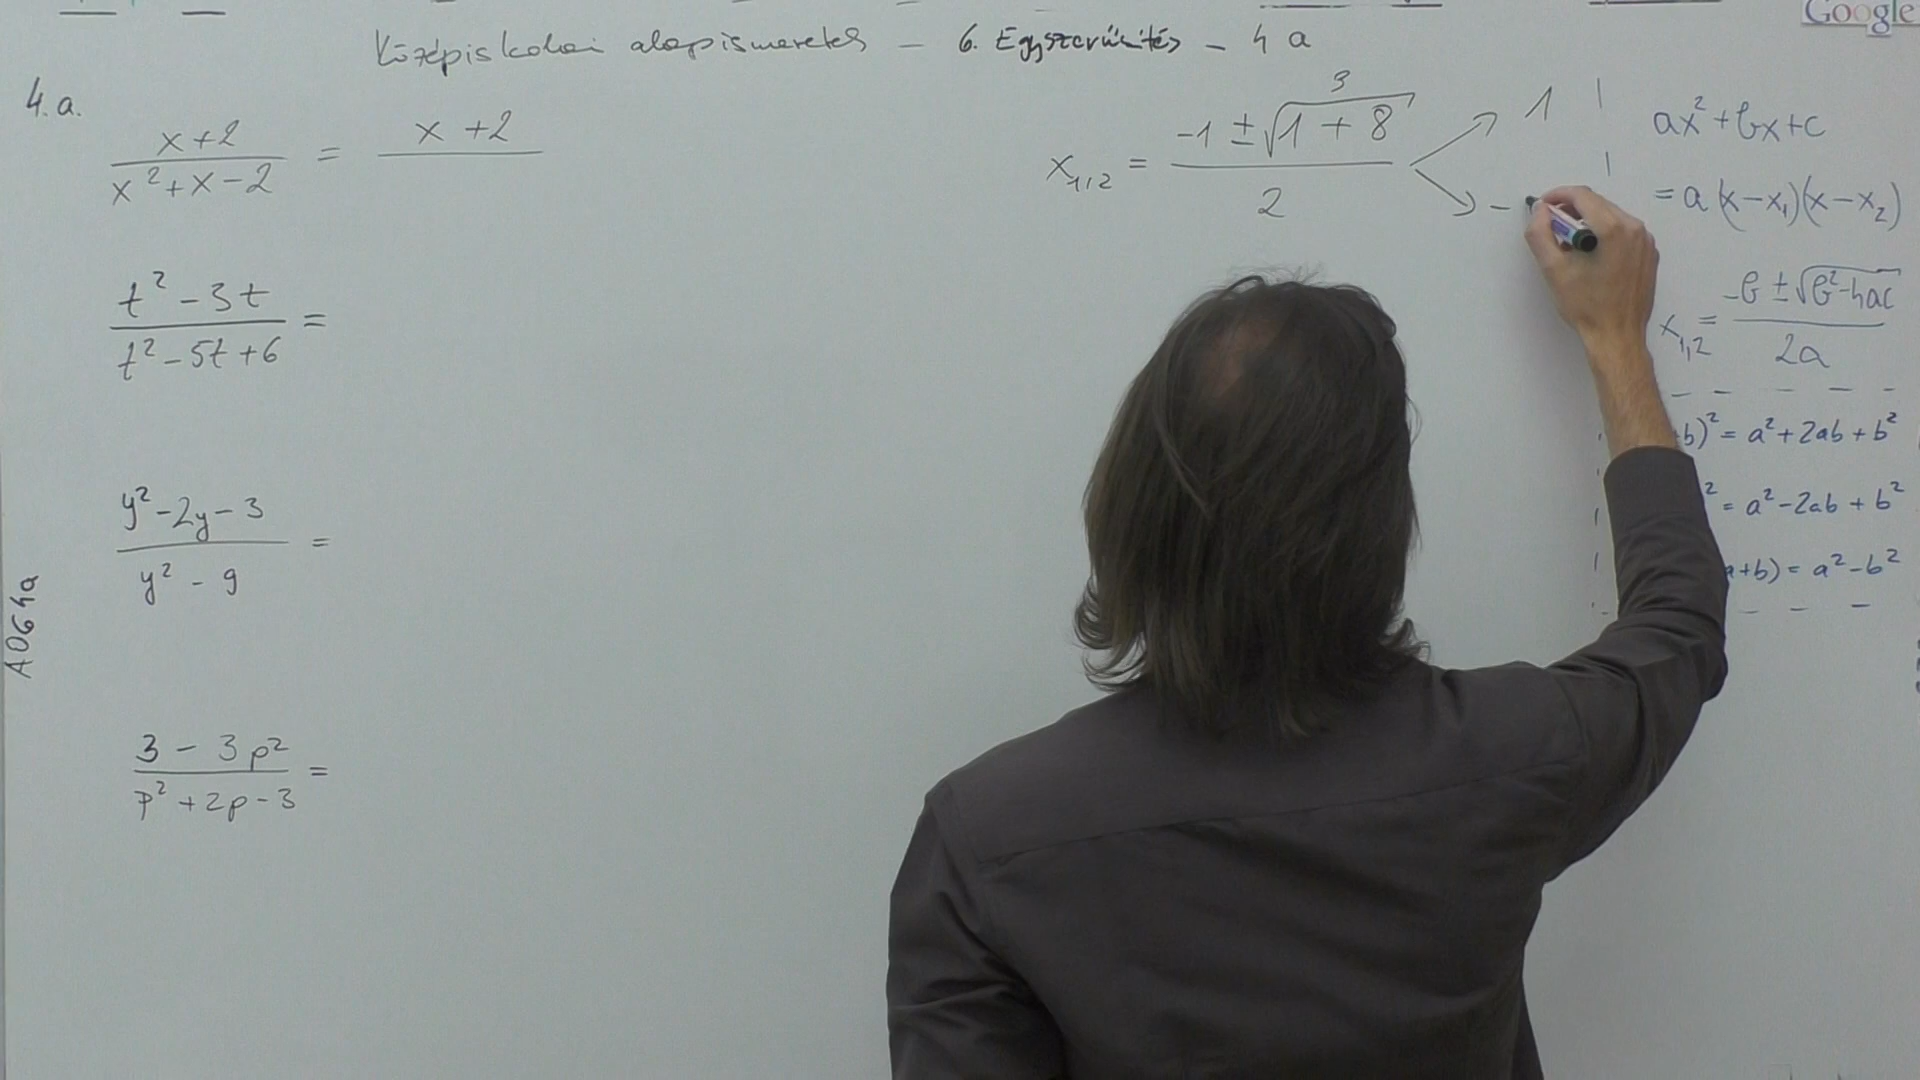 Google
Középiskolai alapismeretek – 6. Egyszerűsítés – 4 a
4.a.
x+2 / x²+x-2 = x+2
x₁,₂ = -1 ± √1+8 / 2
3
1
-
ax²+bx+c
= a(x-x₁)(x-x₂)
x₁,₂ = -b ± √b²-4ac / 2a
b)² = a²+2ab+b²
² = a²-2ab+b²
+b) = a²-b²
t²-3t / t²-5t+6 =
y²-2y-3 / y²-9 =
3-3p² / p²+2p-3 =
A064a